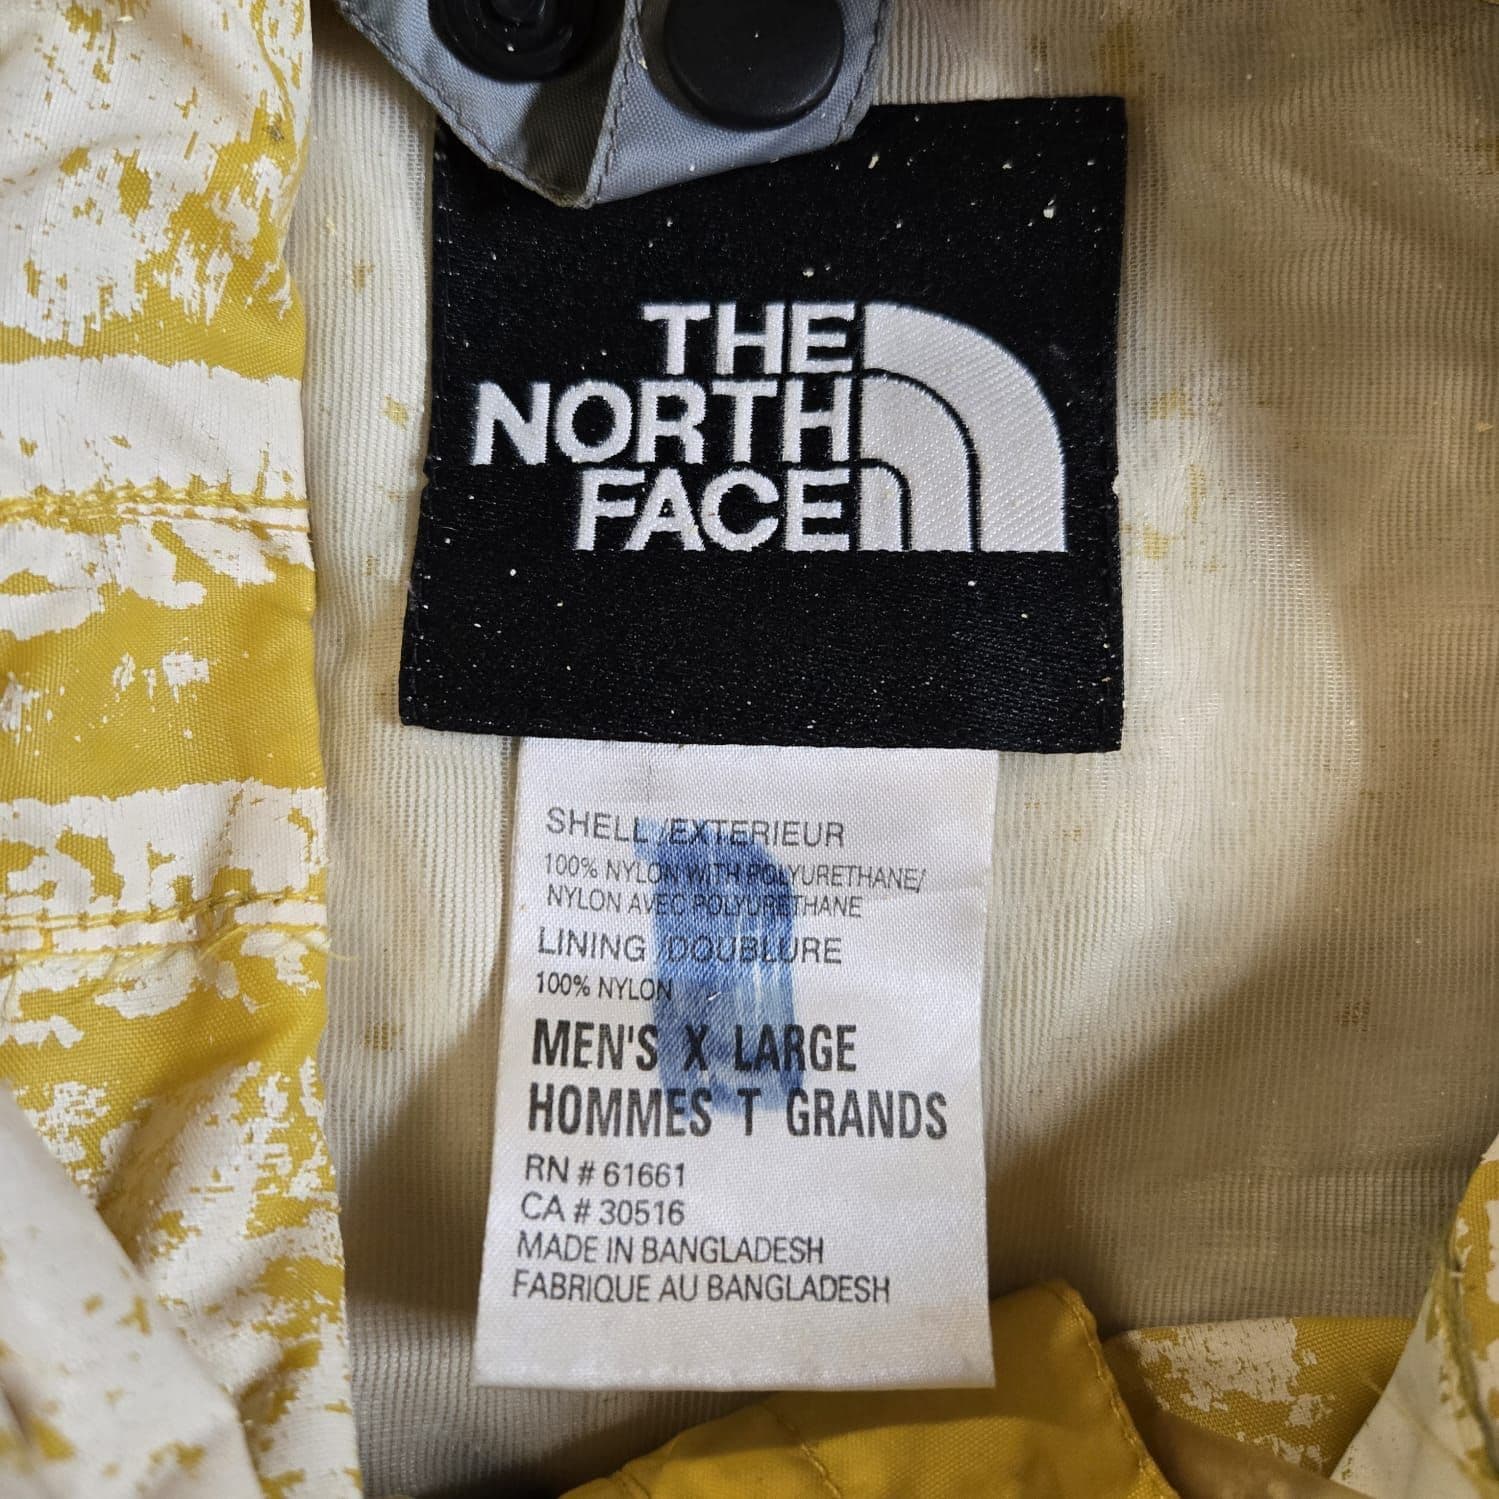 THE
NORTH
FACE
SHELL/EXTERIEUR
100% NYLON WITH POLYURETHANE/
NYLON AVEC POLYURETHANE
LINING/DOUBLURE
100% NYLON
MEN'S X LARGE
HOMMES T GRANDS
RN # 61661
CA # 30516
MADE IN BANGLADESH
FABRIQUE AU BANGLADESH